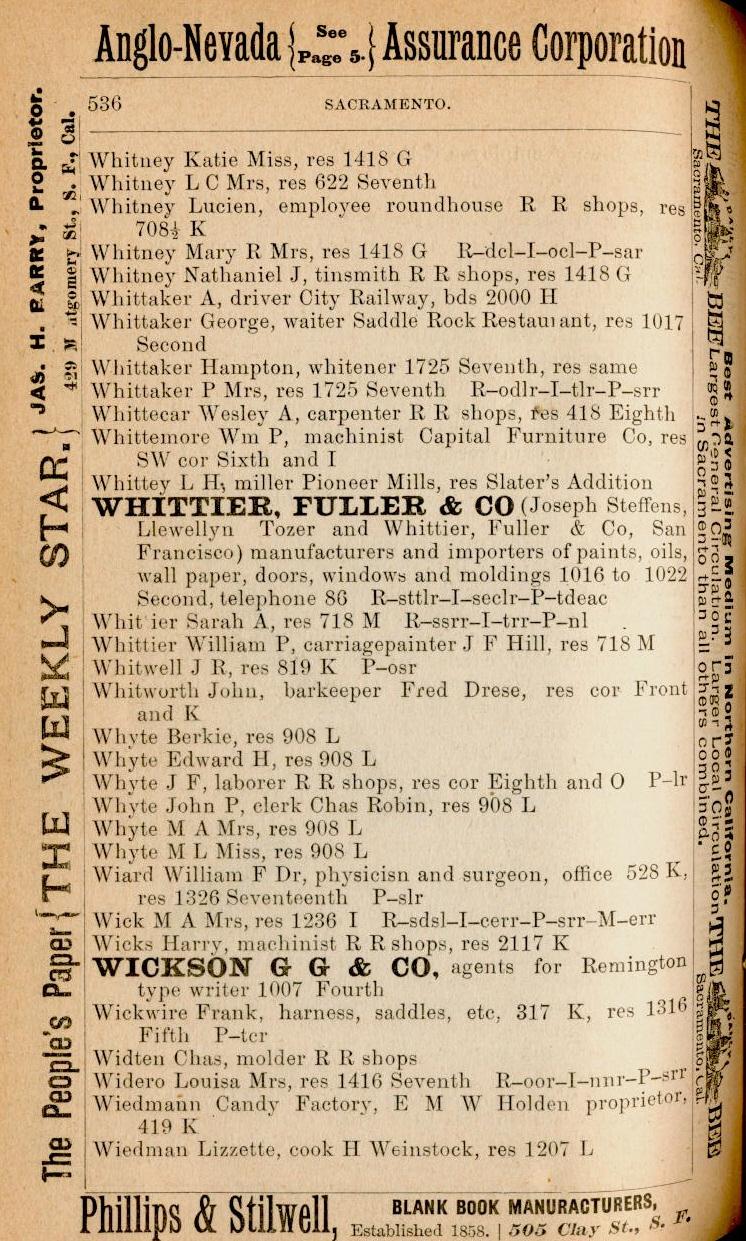 Anglo-Nevada {See Page 5.} Assurance Corporation
536 SACRAMENTO.
Whitney Katie Miss, res 1418 G
Whitney L C Mrs, res 622 Seventh
Whitney Lucien, employee roundhouse R R shops, res
708½ K
Whitney Mary R Mrs, res 1418 G R–dcl–I–ocl–P–sar
Whitney Nathaniel J, tinsmith R R shops, res 1418 G
Whittaker A, driver City Railway, bds 2000 H
Whittaker George, waiter Saddle Rock Restaurant, res 1017
Second
Whittaker Hampton, whitener 1725 Seventh, res same
Whittaker P Mrs, res 1725 Seventh R–odlr–I–tlr–P–srr
Whittecar Wesley A, carpenter R R shops, res 418 Eighth
Whittemore Wm P, machinist Capital Furniture Co, res
SW cor Sixth and I
Whittey L H, miller Pioneer Mills, res Slater's Addition
WHITTIER, FULLER & CO (Joseph Steffens,
Llewellyn Tozer and Whittier, Fuller & Co, San
Francisco) manufacturers and importers of paints, oils,
wall paper, doors, windows and moldings 1016 to 1022
Second, telephone 86 R–sttlr–I–seclr–P–tdeac
Whit ier Sarah A, res 718 M R–ssrr–I–trr–P–nl
Whittier William P, carriagepainter J F Hill, res 718 M
Whitwell J R, res 819 K P–osr
Whitworth John, barkeeper Fred Drese, res cor Front
and K
Whyte Berkie, res 908 L
Whyte Edward H, res 908 L
Whyte J F, laborer R R shops, res cor Eighth and O P–lr
Whyte John P, clerk Chas Robin, res 908 L
Whyte M A Mrs, res 908 L
Whyte M L Miss, res 908 L
Wiard William F Dr, physicisn and surgeon, office 528 K,
res 1326 Seventeenth P–slr
Wick M A Mrs, res 1236 I R–sdsl–I–cerr–P–srr–M–err
Wicks Harry, machinist R R shops, res 2117 K
WICKSON G G & CO, agents for Remington
type writer 1007 Fourth
Wickwire Frank, harness, saddles, etc, 317 K, res 1316
Fifth P–tcr
Widten Chas, molder R R shops
Widero Louisa Mrs, res 1416 Seventh R–oor–I–nnr–P–srr
Wiedmann Candy Factory, E M W Holden proprietor,
419 K
Wiedman Lizzette, cook H Weinstock, res 1207 L
The People's Paper { THE WEEKLY STAR. } JAS. H. BARRY, Proprietor.
429 M ntgomery St., S. F., Cal.
THE BEE
Sacramento, Cal.
Best Advertising Medium in Northern California.
Largest General Circulation. Larger Local Circulation
in Sacramento than all others combined.
THE BEE
Sacramento, Cal.
Phillips & Stilwell,
BLANK BOOK MANURACTURERS,
Established 1858. | 505 Clay St., S. F.